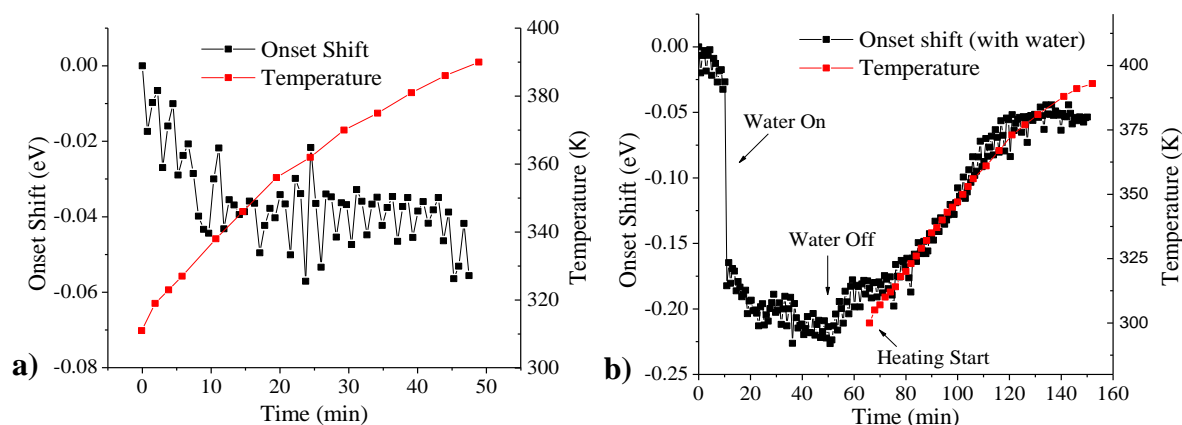 a)
Onset Shift
Temperature
0.00
-0.02
-0.04
-0.06
-0.08
Onset Shift (eV)
0
10
20
30
40
50
Time (min)
400
380
360
340
320
300
Temperature (K)
b)
Onset shift (with water)
Temperature
Water On
Water Off
Heating Start
0.00
-0.05
-0.10
-0.15
-0.20
-0.25
Onset Shift (eV)
0
20
40
60
80
100
120
140
160
Time (min)
400
380
350
325
300
Temperature (K)